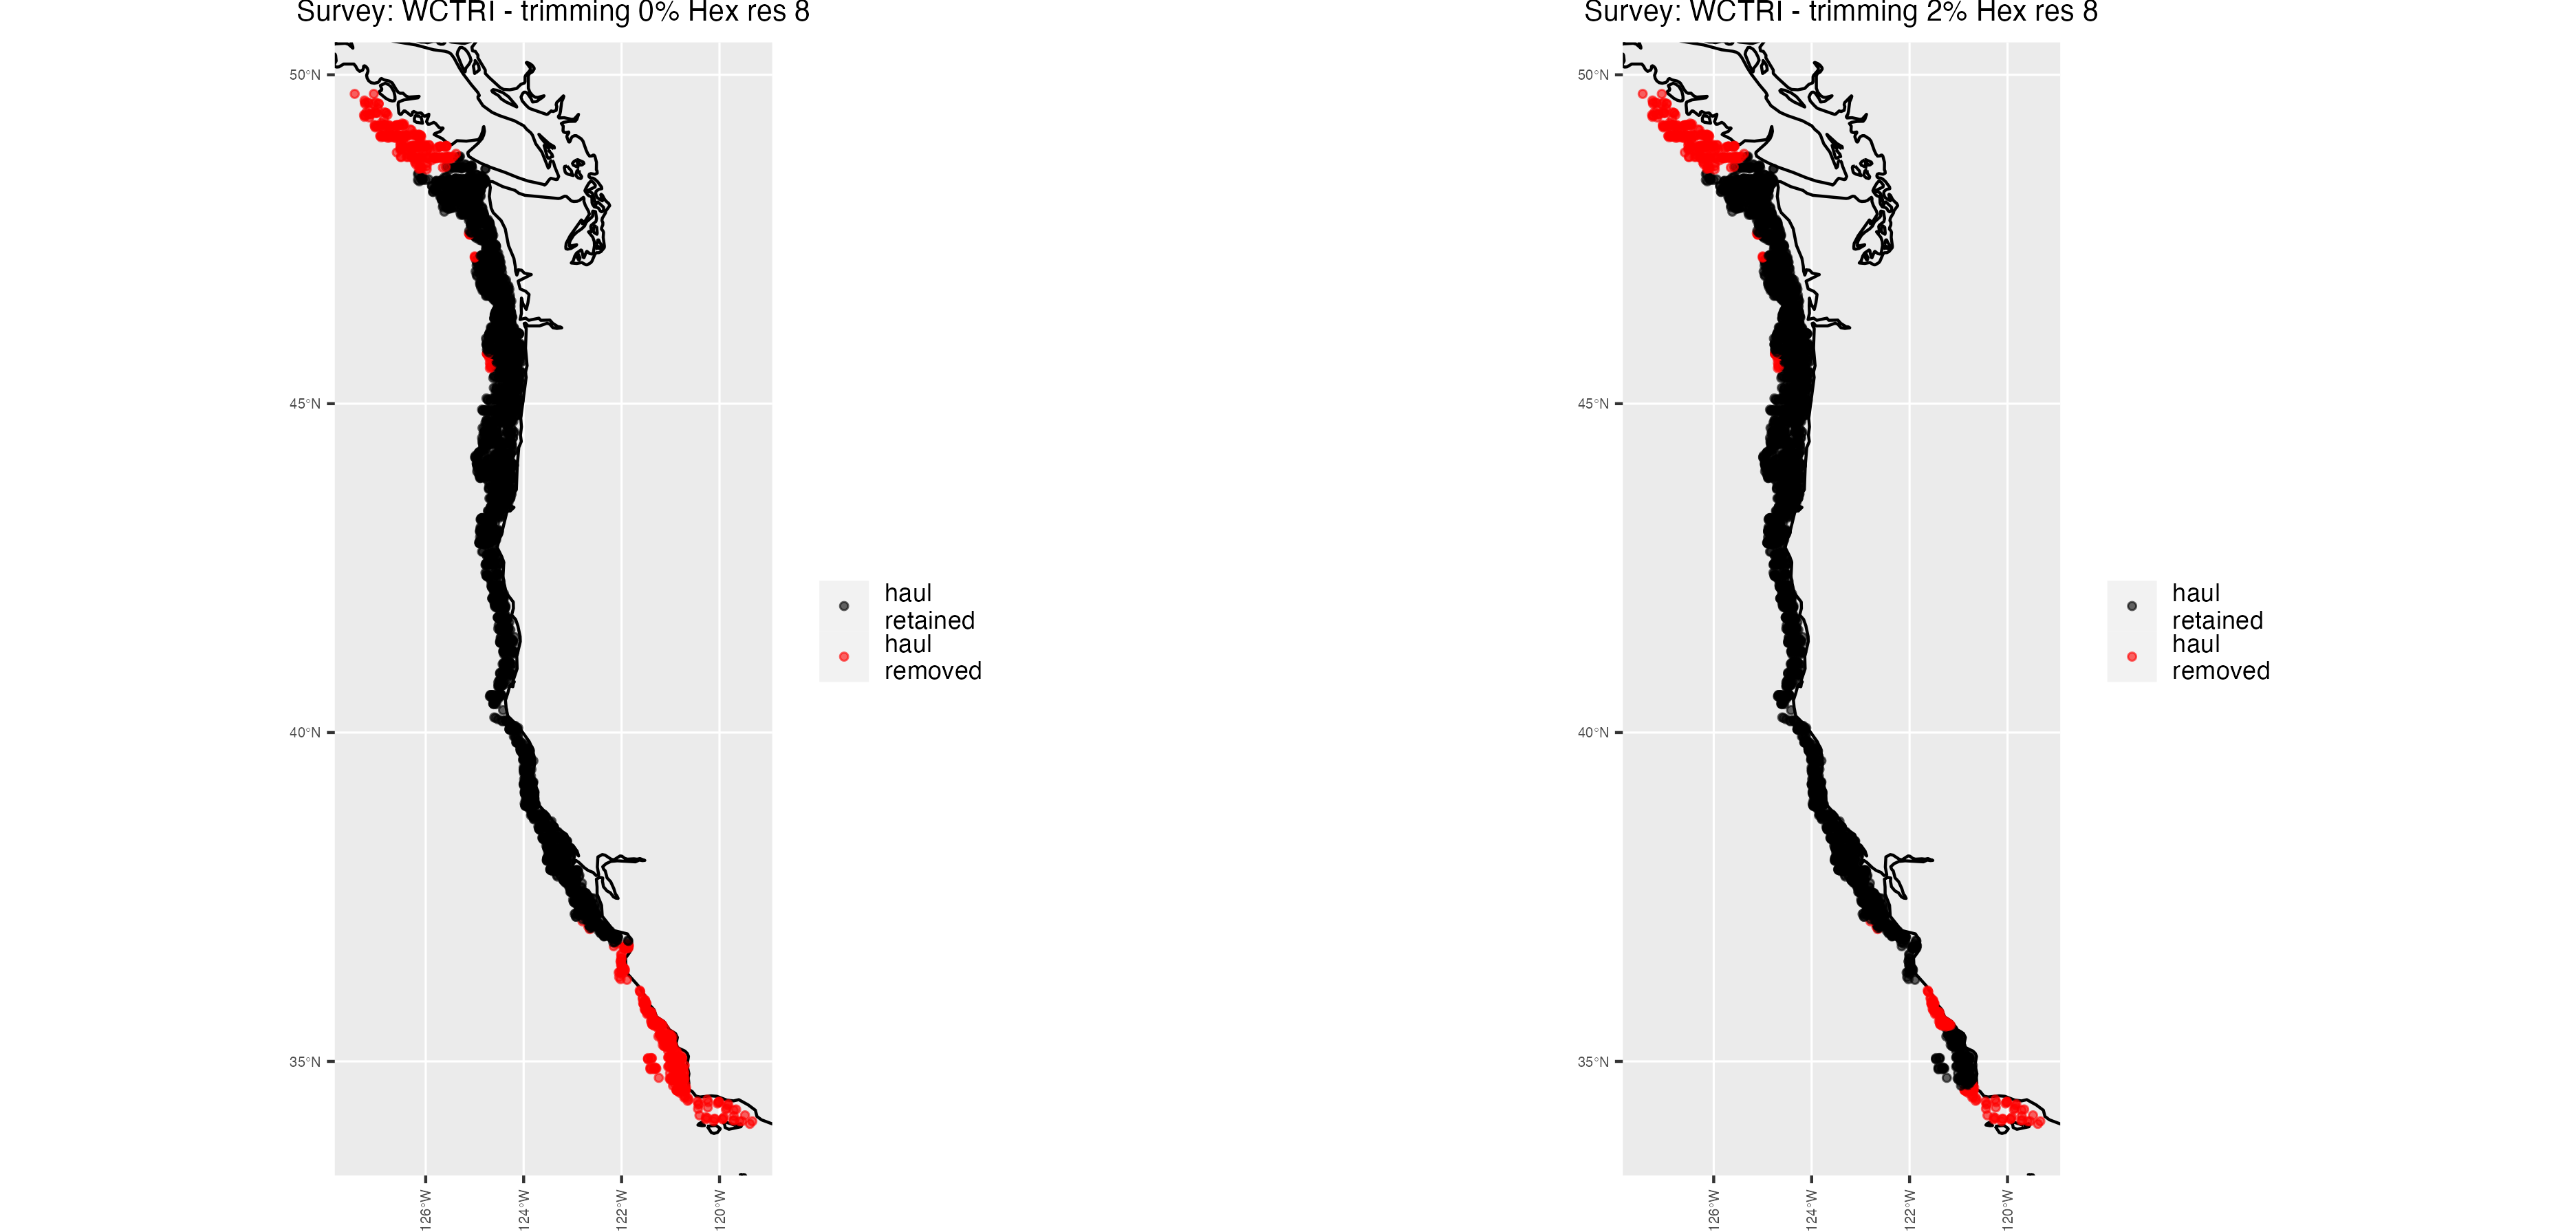 Survey: WCTRI - trimming 0% Hex res 8
50°N
45°N
40°N
35°N
126°W
124°W
122°W
120°W
haul
retained
haul
removed
Survey: WCTRI - trimming 2% Hex res 8
50°N
45°N
40°N
35°N
126°W
124°W
122°W
120°W
haul
retained
haul
removed